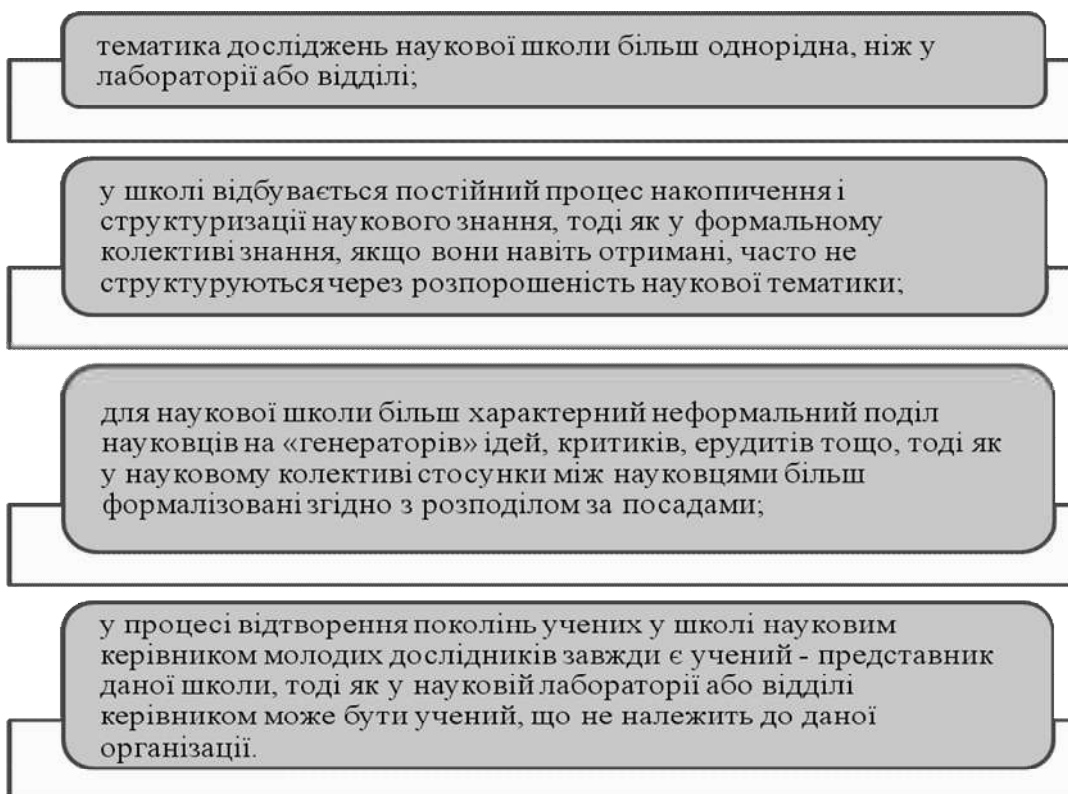 тематика досліджень наукової школи більш однорідна, ніж у
лабораторії або відділі;
у школі відбувається постійний процес накопичення і
структуризації наукового знання, тоді як у формальному
колективі знання, якщо вони навіть отримані, часто не
структуруються через розпорошеність наукової тематики;
для наукової школи більш характерний неформальний поділ
науковців на «генераторів» ідей, критиків, ерудитів тощо, тоді як
у науковому колективі стосунки між науковцями більш
формалізовані згідно з розподілом за посадами;
у процесі відтворення поколінь учених у школі науковим
керівником молодих дослідників завжди є учений - представник
даної школи, тоді як у науковій лабораторії або відділі
керівником може бути учений, що не належить до даної
організації.